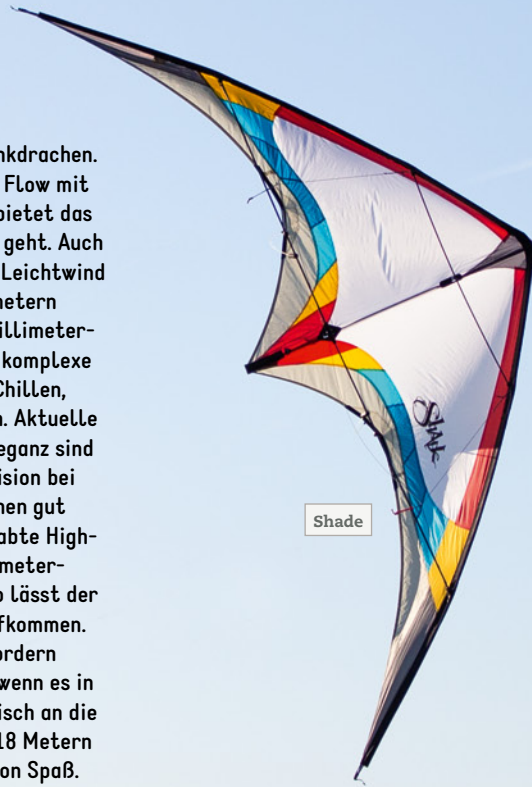 nkdrachen.
Flow mit
bietet das
geht. Auch
Leichtwind
metern
illimeter-
komplexe
Chillen,
n. Aktuelle
eganz sind
ision bei
nen gut
abte High-
meter-
o lässt der
fkommen.
ordern
wenn es in
isch an die
18 Metern
on Spaß.
Shade
Shade